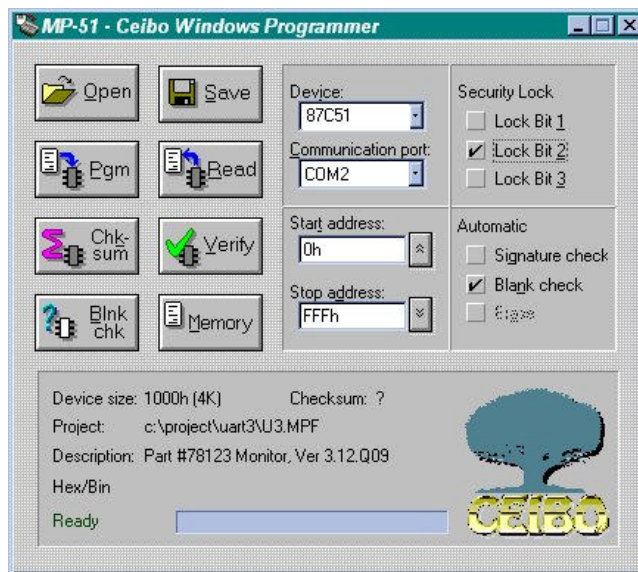 MP-51 - Ceibo Windows Programmer
Open
Save
Pgm
Read
Chk-
sum
Verify
Blnk
chk
Memory
Device:
87C51
Communication port:
COM2
Start address:
0h
Stop address:
FFFh
Security Lock
Lock Bit 1
Lock Bit 2
Lock Bit 3
Automatic
Signature check
Blank check
Erase
Device size: 1000h (4K) Checksum: ?
Project: c:\project\uart3\U3.MPF
Description: Part #78123 Monitor, Ver 3.12.Q09
Hex/Bin
Ready
CEIBO